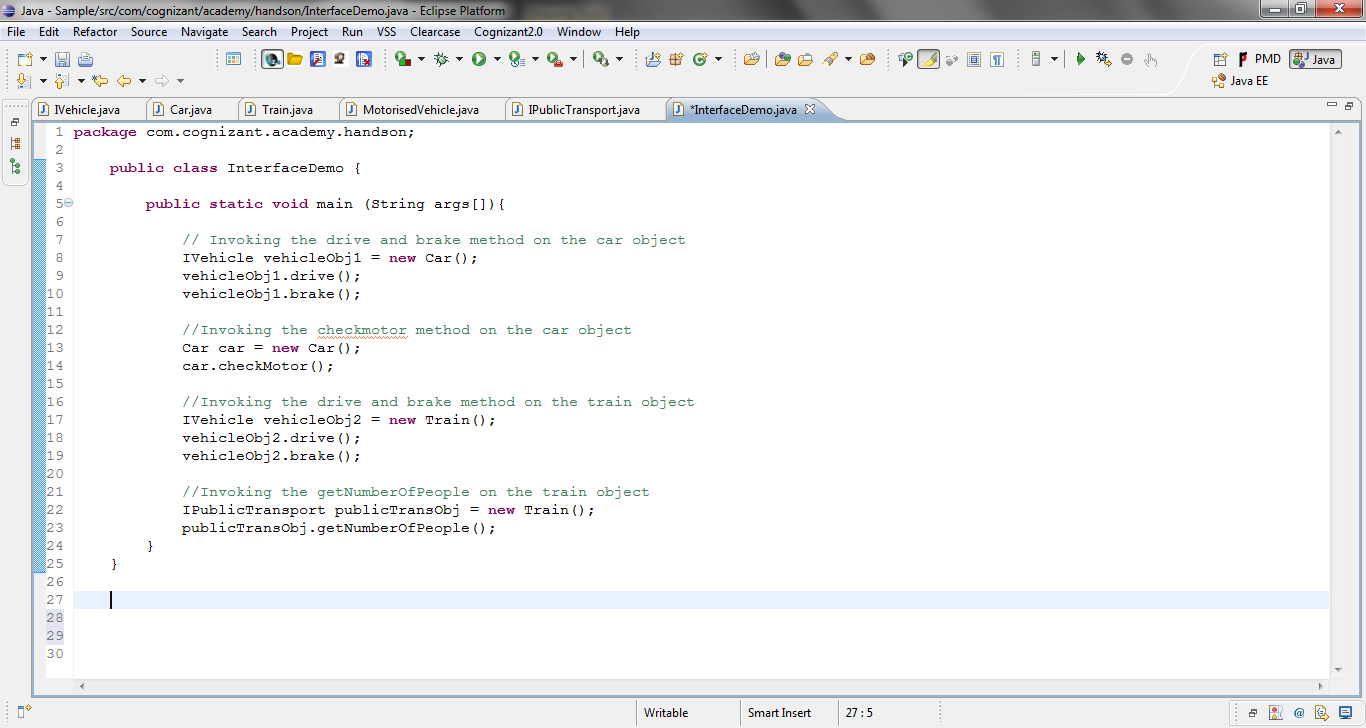 Java - Sample/src/com/cognizant/academy/handson/InterfaceDemo.java - Eclipse Platform
File Edit Refactor Source Navigate Search Project Run VSS Clearcase Cognizant2.0 Window Help
PMD Java
Java EE
IVehicle.java Car.java Train.java MotorisedVehicle.java IPublicTransport.java *InterfaceDemo.java
1 package com.cognizant.academy.handson;
2
3 public class InterfaceDemo {
4
5 public static void main (String args[]){
6
7 // Invoking the drive and brake method on the car object
8 IVehicle vehicleObj1 = new Car();
9 vehicleObj1.drive();
10 vehicleObj1.brake();
11
12 //Invoking the checkmotor method on the car object
13 Car car = new Car();
14 car.checkMotor();
15
16 //Invoking the drive and brake method on the train object
17 IVehicle vehicleObj2 = new Train();
18 vehicleObj2.drive();
19 vehicleObj2.brake();
20
21 //Invoking the getNumberOfPeople on the train object
22 IPublicTransport publicTransObj = new Train();
23 publicTransObj.getNumberOfPeople();
24 }
25 }
26
27
28
29
30
Writable Smart Insert 27 : 5